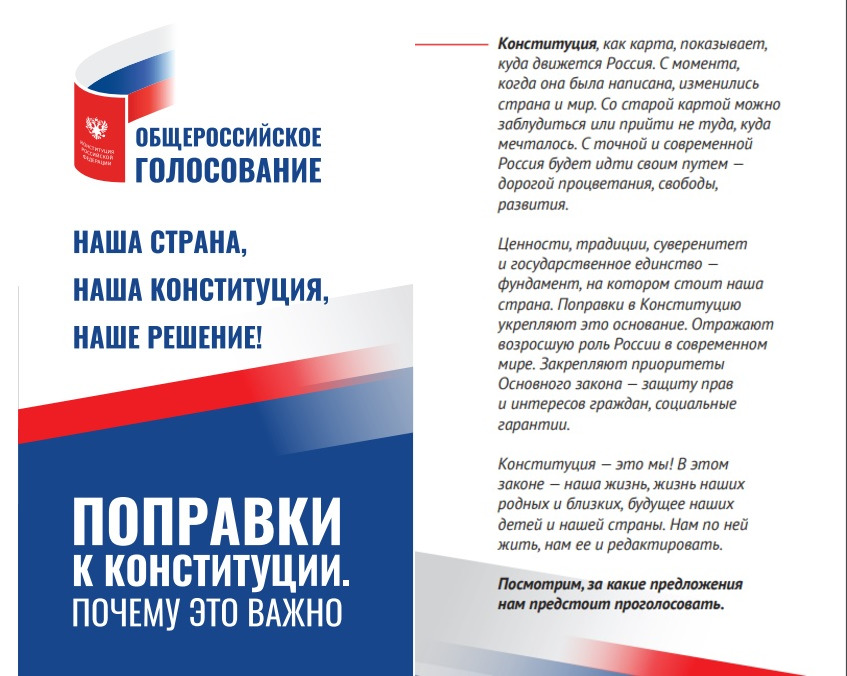 КОНСТИТУЦИЯ
РОССИЙСКОЙ
ФЕДЕРАЦИИ
ОБЩЕРОССИЙСКОЕ
ГОЛОСОВАНИЕ
НАША СТРАНА,
НАША КОНСТИТУЦИЯ,
НАШЕ РЕШЕНИЕ!
ПОПРАВКИ
К КОНСТИТУЦИИ.
ПОЧЕМУ ЭТО ВАЖНО
Конституция, как карта, показывает,
куда движется Россия. С момента,
когда она была написана, изменились
страна и мир. Со старой картой можно
заблудиться или прийти не туда, куда
мечталось. С точной и современной
Россия будет идти своим путем —
дорогой процветания, свободы,
развития.
Ценности, традиции, суверенитет
и государственное единство —
фундамент, на котором стоит наша
страна. Поправки в Конституцию
укрепляют это основание. Отражают
возросшую роль России в современном
мире. Закрепляют приоритеты
Основного закона — защиту прав
и интересов граждан, социальные
гарантии.
Конституция — это мы! В этом
законе — наша жизнь, жизнь наших
родных и близких, будущее наших
детей и нашей страны. Нам по ней
жить, нам ее и редактировать.
Посмотрим, за какие предложения
нам предстоит проголосовать.